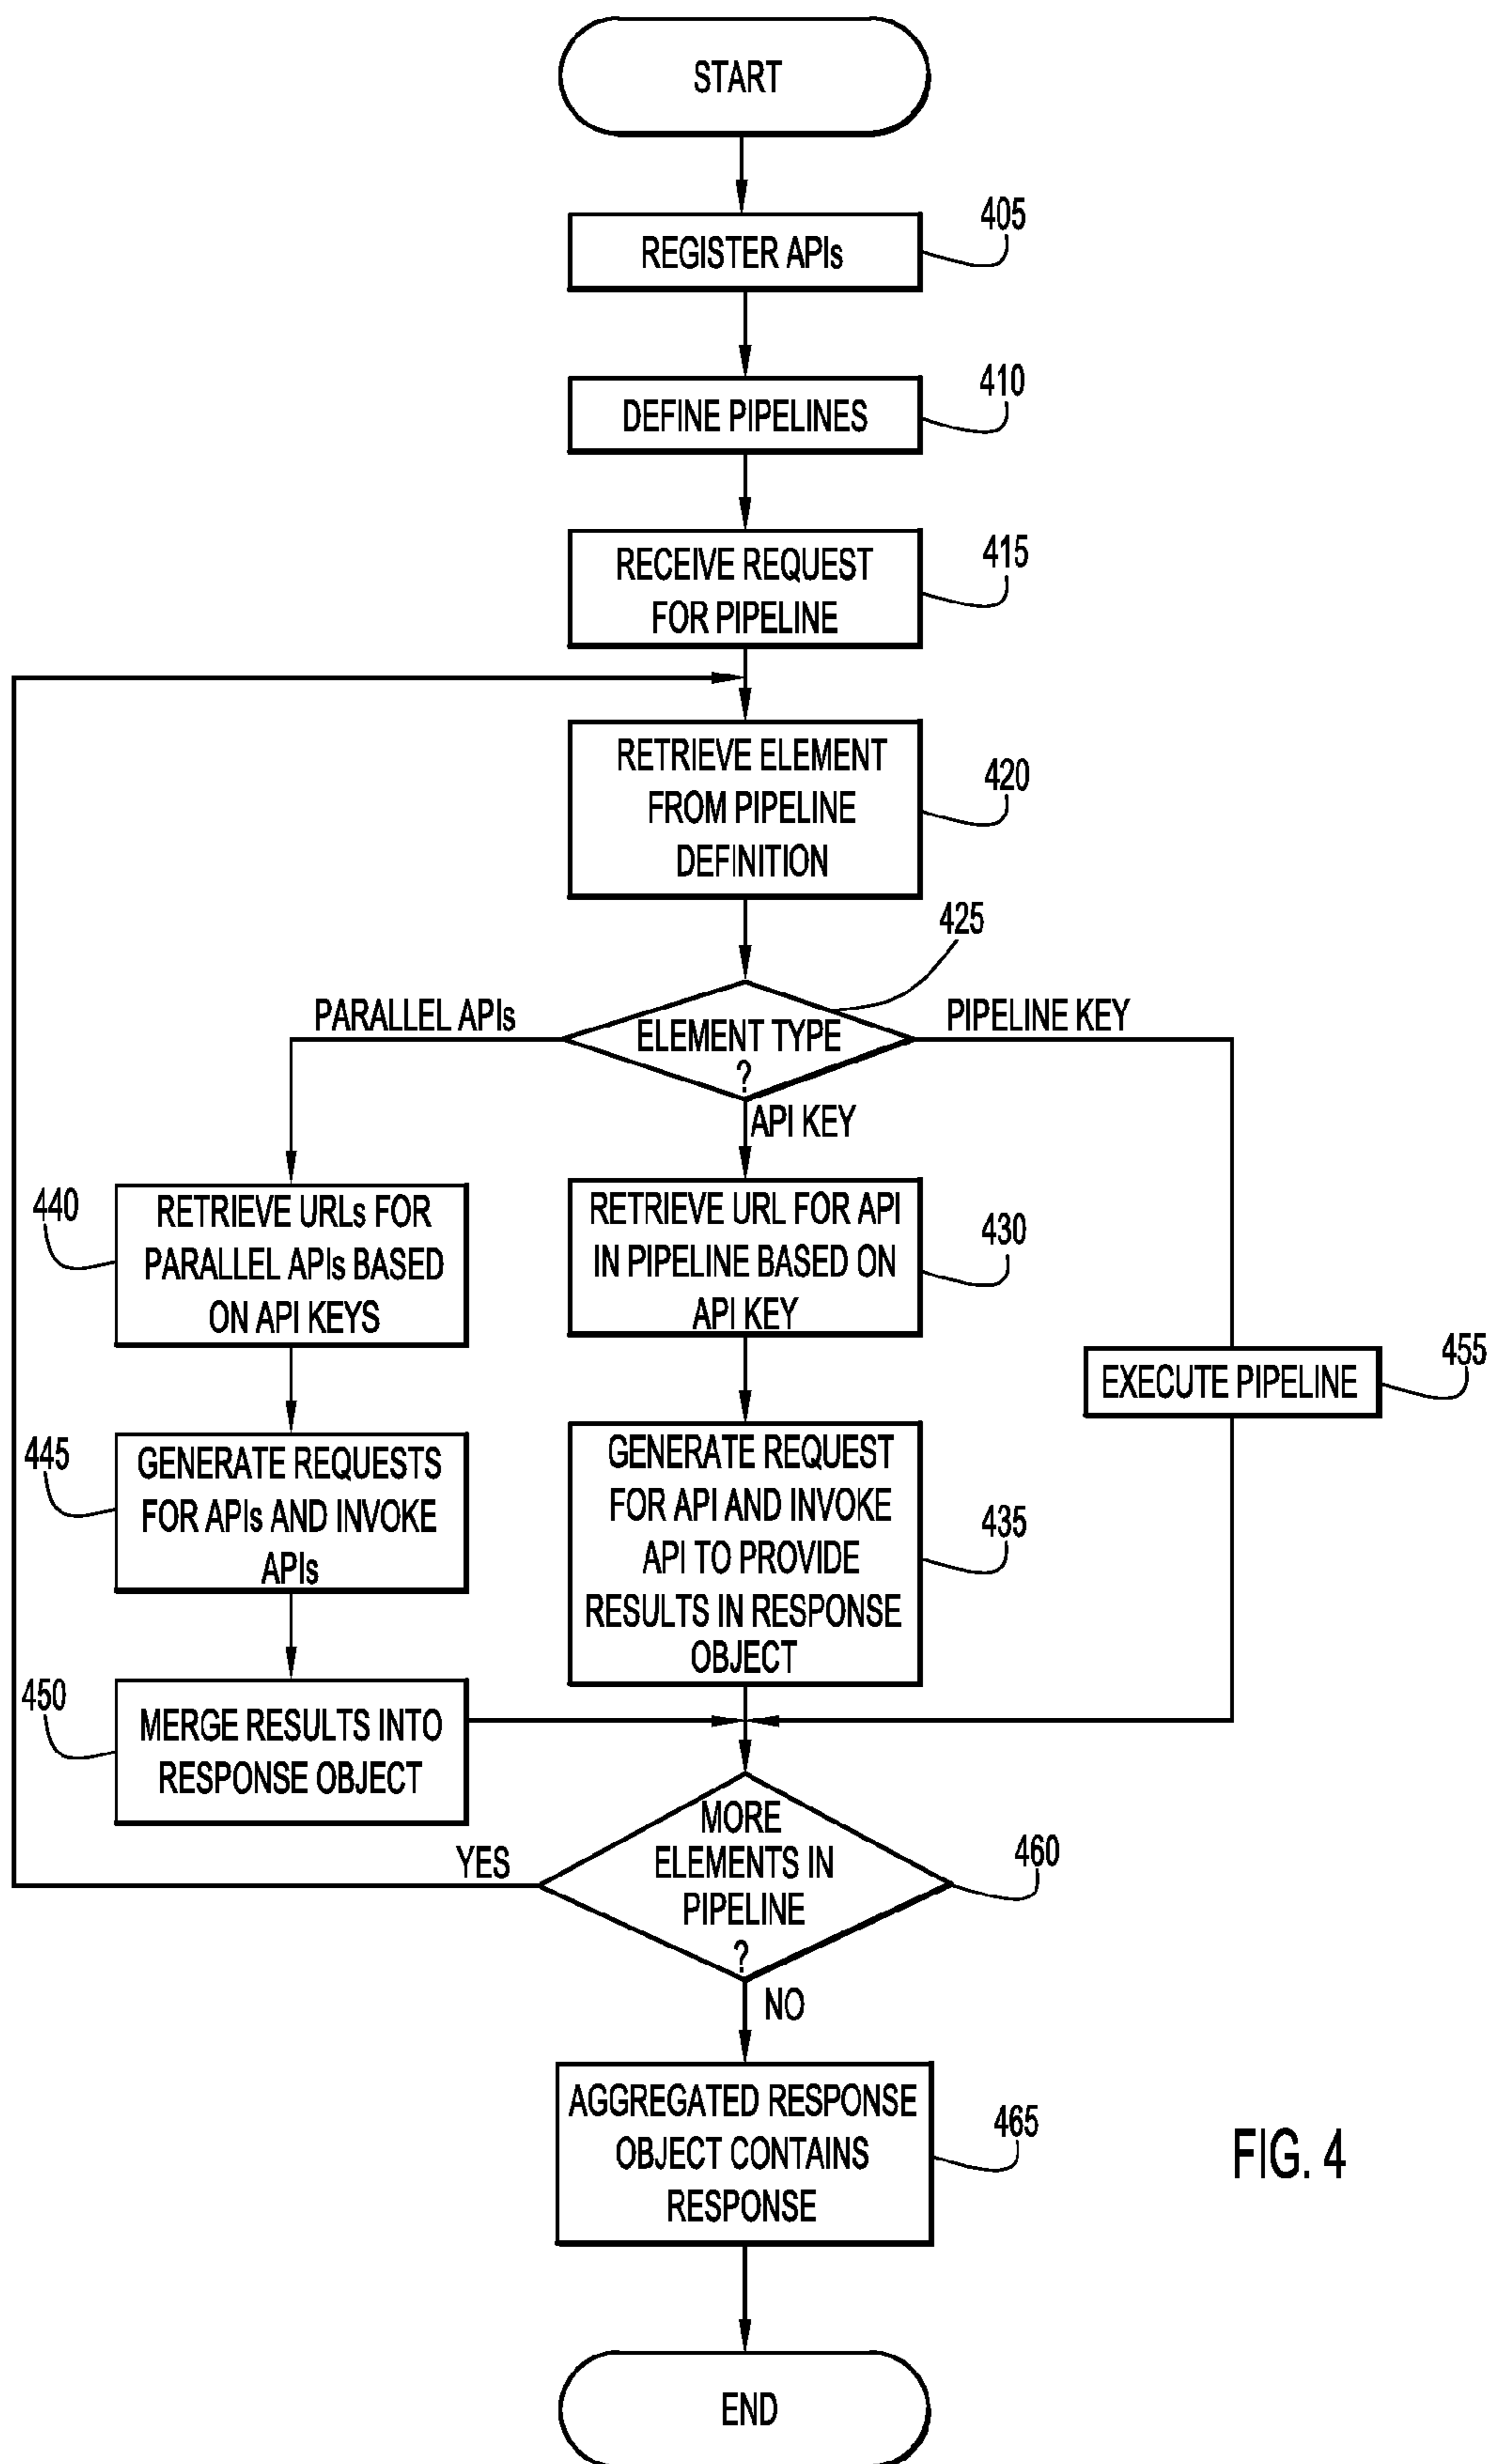 START
REGISTER APIs
405
DEFINE PIPELINES
410
RECEIVE REQUEST
FOR PIPELINE
415
RETRIEVE ELEMENT
FROM PIPELINE
DEFINITION
420
425
PARALLEL APIs
ELEMENT TYPE
?
PIPELINE KEY
API KEY
440
RETRIEVE URLs FOR
PARALLEL APIs BASED
ON API KEYS
RETRIEVE URL FOR API
IN PIPELINE BASED ON
API KEY
430
EXECUTE PIPELINE
455
445
GENERATE REQUESTS
FOR APIs AND INVOKE
APIs
GENERATE REQUEST
FOR API AND INVOKE
API TO PROVIDE
RESULTS IN RESPONSE
OBJECT
435
450
MERGE RESULTS INTO
RESPONSE OBJECT
YES
MORE
ELEMENTS IN
PIPELINE
?
460
NO
AGGREGATED RESPONSE
OBJECT CONTAINS
RESPONSE
465
FIG. 4
END